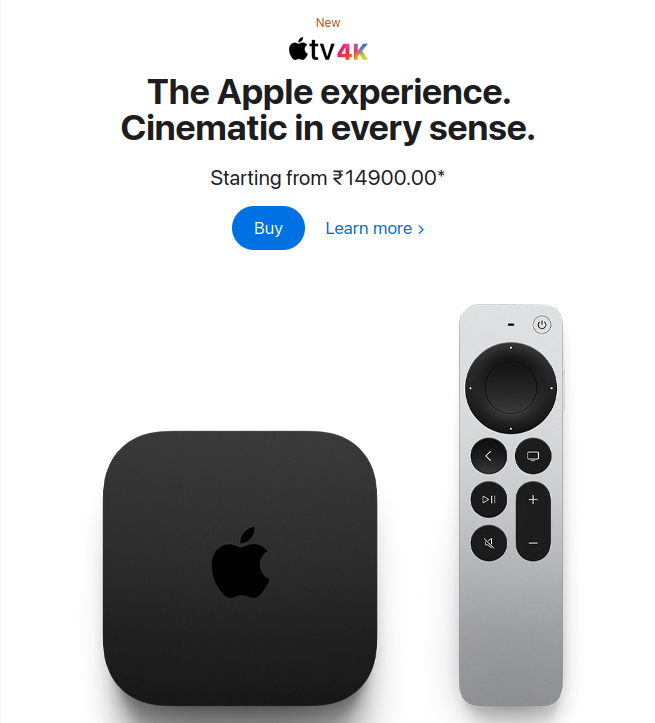 New
tv 4K
The Apple experience.
Cinematic in every sense.
Starting from ₹14900.00*
Buy
Learn more >